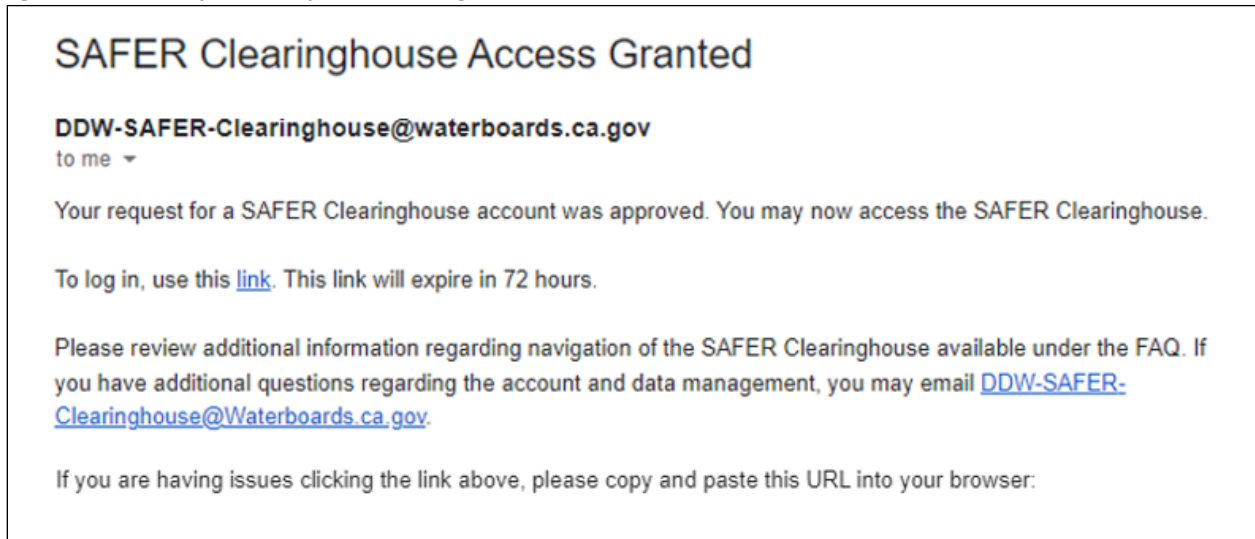 SAFER Clearinghouse Access Granted
DDW-SAFER-Clearinghouse@waterboards.ca.gov
to me
Your request for a SAFER Clearinghouse account was approved. You may now access the SAFER Clearinghouse.
To log in, use this link. This link will expire in 72 hours.
Please review additional information regarding navigation of the SAFER Clearinghouse available under the FAQ. If
you have additional questions regarding the account and data management, you may email DDW-SAFER-
Clearinghouse@Waterboards.ca.gov.
If you are having issues clicking the link above, please copy and paste this URL into your browser: